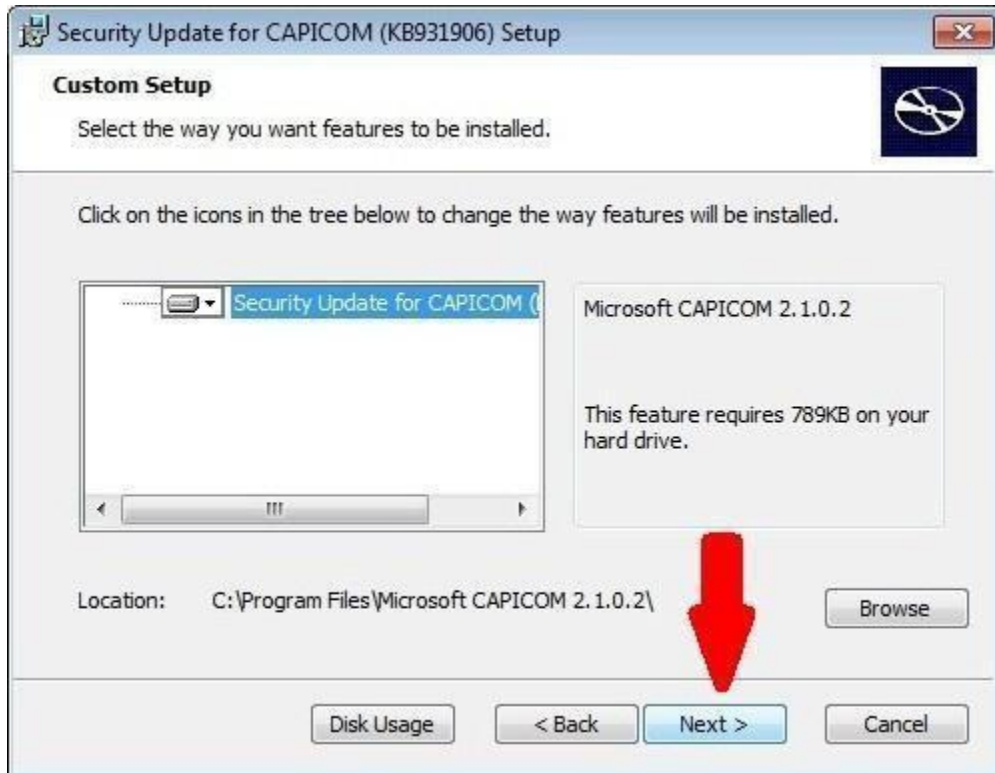 Security Update for CAPICOM (KB931906) Setup
Custom Setup
Select the way you want features to be installed.
Click on the icons in the tree below to change the way features will be installed.
Security Update for CAPICOM (
Microsoft CAPICOM 2.1.0.2
This feature requires 789KB on your
hard drive.
Location: C:\Program Files\Microsoft CAPICOM 2.1.0.2\
Browse
Disk Usage < Back Next > Cancel